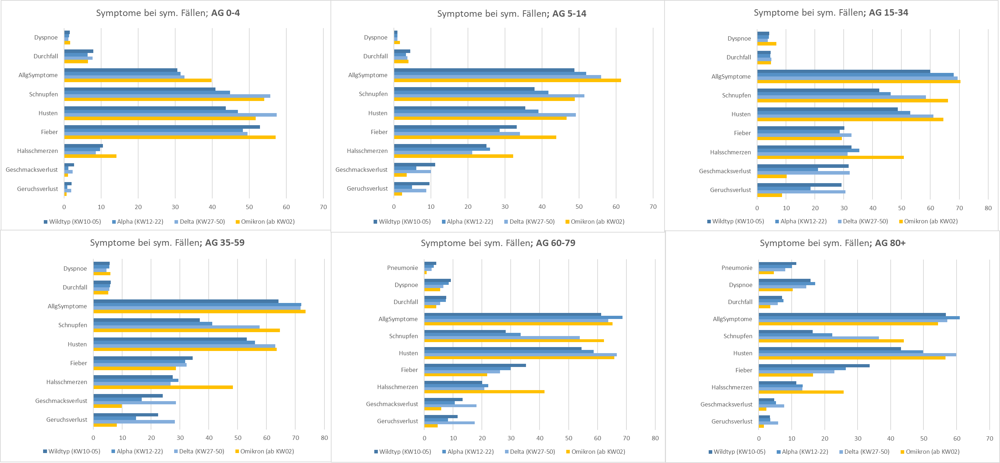 Symptome bei sym. Fällen; AG 0-4
Dyspnoe
Durchfall
AllgSymptome
Schnupfen
Husten
Fieber
Halsschmerzen
Geschmacksverlust
Geruchsverlust
0 10 20 30 40 50 60 70
Wildtyp (KW10-05) Alpha (KW12-22) Delta (KW27-50) Omikron (ab KW02)
Symptome bei sym. Fällen; AG 5-14
Dyspnoe
Durchfall
AllgSymptome
Schnupfen
Husten
Fieber
Halsschmerzen
Geschmacksverlust
Geruchsverlust
0 10 20 30 40 50 60 70
Wildtyp (KW10-05) Alpha (KW12-22) Delta (KW27-50) Omikron (ab KW02)
Symptome bei sym. Fällen; AG 15-34
Dyspnoe
Durchfall
AllgSymptome
Schnupfen
Husten
Fieber
Halsschmerzen
Geschmacksverlust
Geruchsverlust
0 10 20 30 40 50 60 70 80
Wildtyp (KW10-05) Alpha (KW12-22) Delta (KW27-50) Omikron (ab KW02)
Symptome bei sym. Fällen; AG 35-59
Dyspnoe
Durchfall
AllgSymptome
Schnupfen
Husten
Fieber
Halsschmerzen
Geschmacksverlust
Geruchsverlust
0 10 20 30 40 50 60 70 80
Wildtyp (KW10-05) Alpha (KW12-22) Delta (KW27-50) Omikron (ab KW02)
Symptome bei sym. Fällen; AG 60-79
Pneumonie
Dyspnoe
Durchfall
AllgSymptome
Schnupfen
Husten
Fieber
Halsschmerzen
Geschmacksverlust
Geruchsverlust
0 10 20 30 40 50 60 70 80
Wildtyp (KW10-05) Alpha (KW12-22) Delta (KW27-50) Omikron (ab KW02)
Symptome bei sym. Fällen; AG 80+
Pneumonie
Dyspnoe
Durchfall
AllgSymptome
Schnupfen
Husten
Fieber
Halsschmerzen
Geschmacksverlust
Geruchsverlust
0 10 20 30 40 50 60 70
Wildtyp (KW10-05) Alpha (KW12-22) Delta (KW27-50) Omikron (ab KW02)